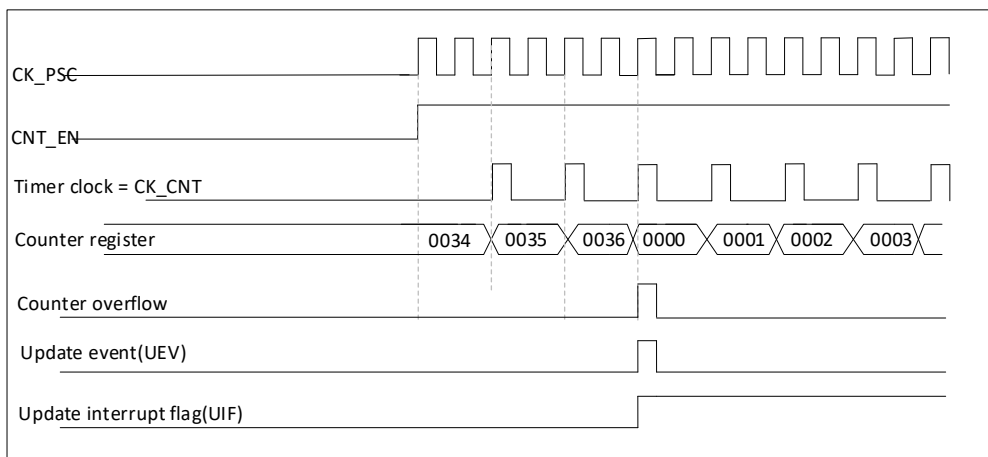 CK_PSC
CNT_EN
Timer clock = CK_CNT
Counter register
0034 0035 0036 0000 0001 0002 0003
Counter overflow
Update event(UEV)
Update interrupt flag(UIF)